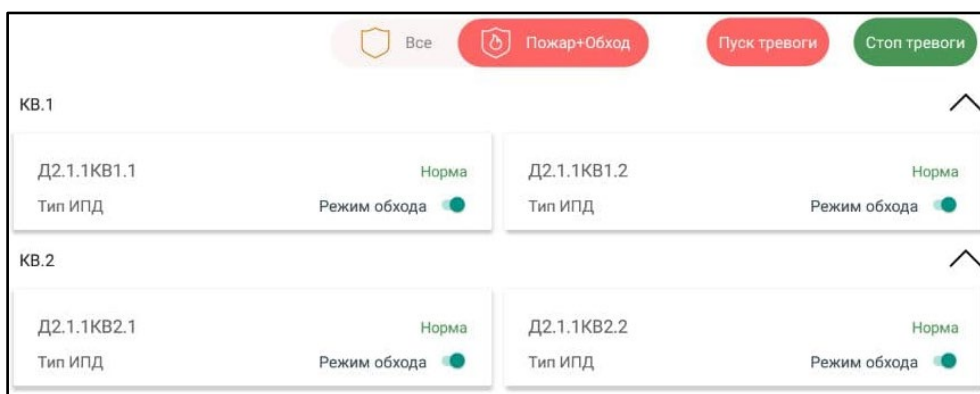 Все Пожар+Обход Пуск тревоги Стоп тревоги
КВ.1
Д2.1.1КВ1.1 Норма Д2.1.1КВ1.2 Норма
Тип ИПД Режим обхода Тип ИПД Режим обхода
КВ.2
Д2.1.1КВ2.1 Норма Д2.1.1КВ2.2 Норма
Тип ИПД Режим обхода Тип ИПД Режим обхода